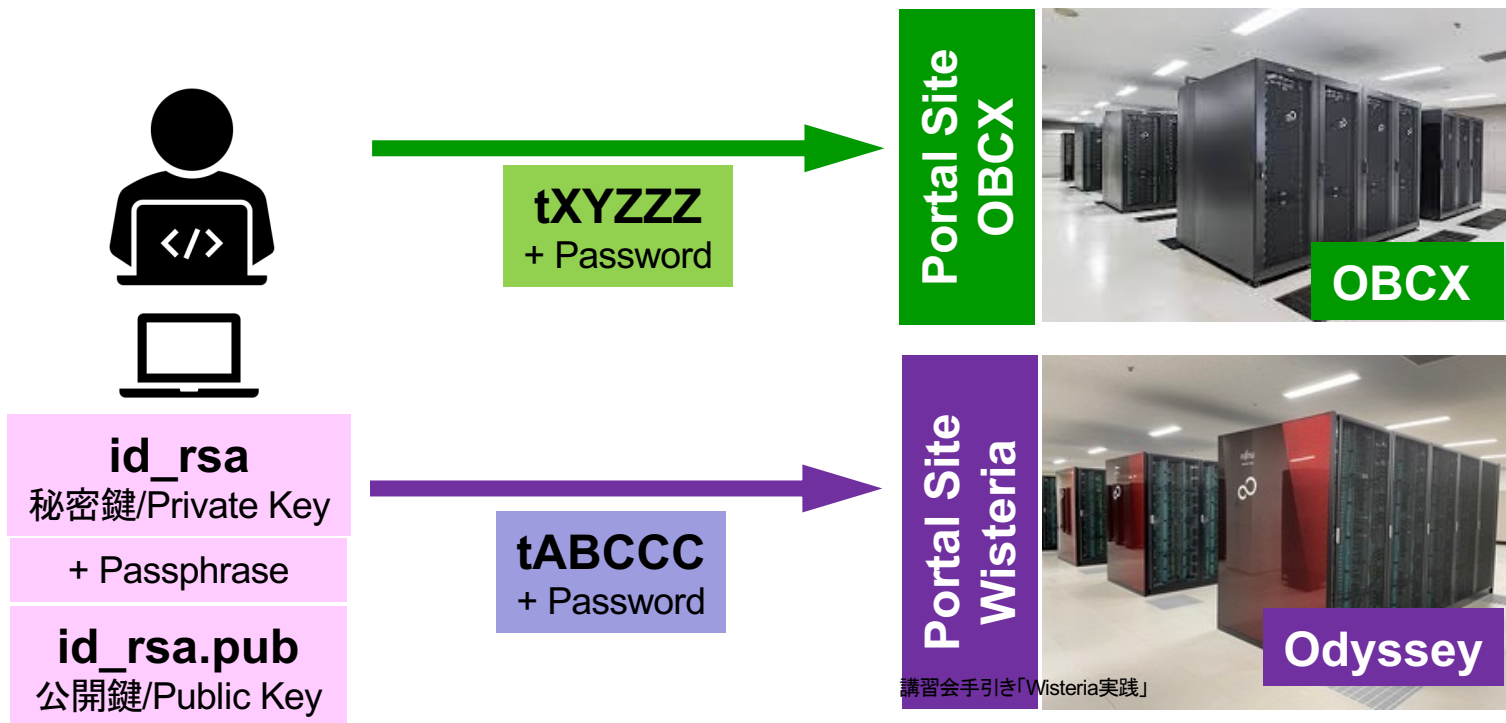 </>
tXYZZZ
+ Password
Portal Site
OBCX
OBCX
id_rsa
秘密鍵/Private Key
+ Passphrase
id_rsa.pub
公開鍵/Public Key
tABCCC
+ Password
Portal Site
Wisteria
Odyssey
講習会手引き「Wisteria実践」